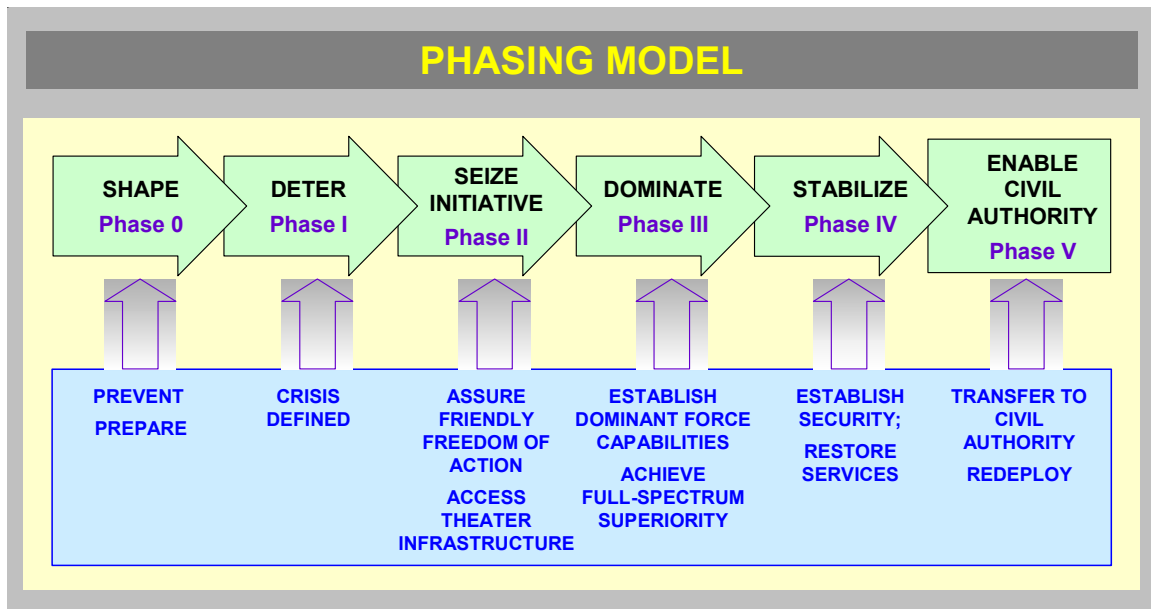 PHASING MODEL
SHAPE
Phase 0
DETER
Phase I
SEIZE
INITIATIVE
Phase II
DOMINATE
Phase III
STABILIZE
Phase IV
ENABLE
CIVIL
AUTHORITY
Phase V
PREVENT
PREPARE
CRISIS
DEFINED
ASSURE
FRIENDLY
FREEDOM OF
ACTION
ACCESS
THEATER
INFRASTRUCTURE
ESTABLISH
DOMINANT FORCE
CAPABILITIES
ACHIEVE
FULL-SPECTRUM
SUPERIORITY
ESTABLISH
SECURITY;
RESTORE
SERVICES
TRANSFER TO
CIVIL
AUTHORITY
REDEPLOY